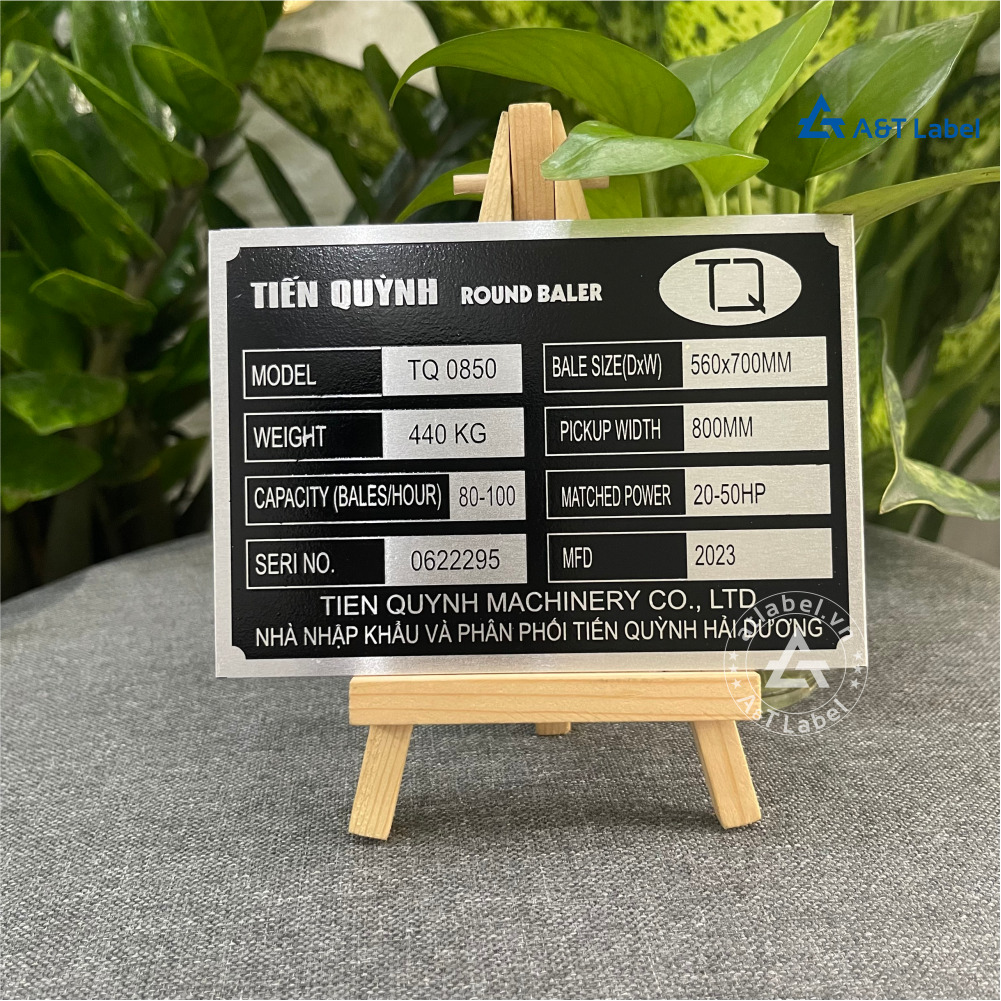 A&T Label
TIẾN QUỲNH ROUND BALER TQ
MODEL TQ 0850
BALE SIZE(DxW) 560x700MM
WEIGHT 440 KG
PICKUP WIDTH 800MM
CAPACITY (BALES/HOUR) 80-100
MATCHED POWER 20-50HP
SERI NO. 0622295
MFD 2023
TIEN QUYNH MACHINERY CO., LTD
NHÀ NHẬP KHẨU VÀ PHÂN PHỐI TIẾN QUỲNH HẢI DƯƠNG
atlabel.vn
A&T Label